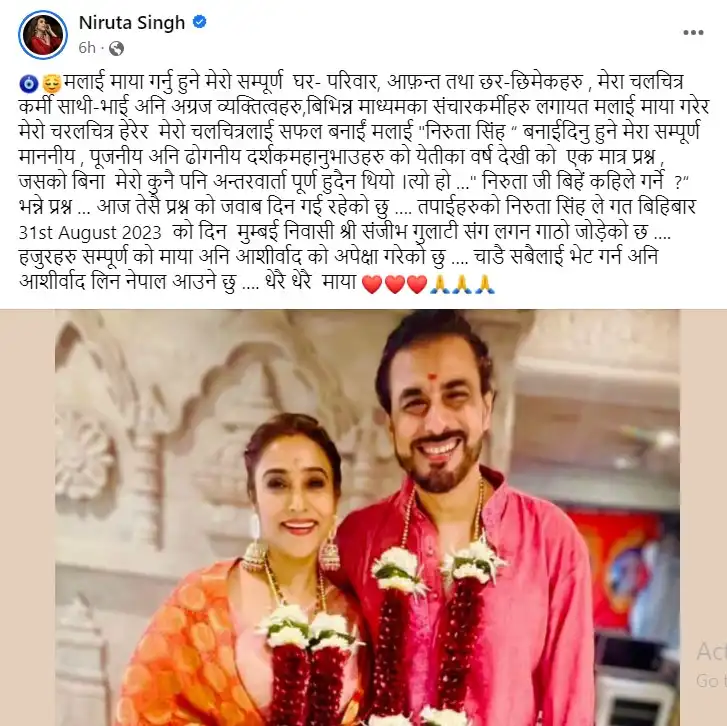 Niruta Singh
6h ·
🧿😌मलाई माया गर्नु हुने मेरो सम्पूर्ण घर- परिवार, आफ़न्त तथा छर-छिमेकहरु , मेरा चलचित्र
कर्मी साथी-भाई अनि अग्रज व्यक्तित्वहरु,बिभिन्न माध्यमका संचारकर्मीहरु लगायत मलाई माया गरेर
मेरो चरलचित्र हेरेर मेरो चलचित्रलाई सफल बनाईं मलाई "निरुता सिंह “ बनाईदिनु हुने मेरा सम्पूर्ण
माननीय , पूजनीय अनि ढोगनीय दर्शकमहानुभाउहरु को येतीका वर्ष देखी को एक मात्र प्रश्न ,
जसको बिना मेरो कुनै पनि अन्तरवार्ता पूर्ण हुदैन थियो ।त्यो हो ..." निरुता जी बिहें कहिले गर्ने ?”
भन्ने प्रश्न ... आज तेसै प्रश्न को जवाब दिन गई रहेको छु .... तपाईहरुको निरुता सिंह ले गत बिहिबार
31st August 2023 को दिन मुम्बई निवासी श्री संजीभ गुलाटी संग लगन गाठो जोड़ेको छ ....
हजुरहरु सम्पूर्ण को माया अनि आशीर्वाद को अपेक्षा गरेको छु .... चाडै सबैलाई भेट गर्न अनि
आशीर्वाद लिन नेपाल आउने छु .... धेरै धेरै माया ❤️❤️❤️🙏🙏🙏
Act
Go t